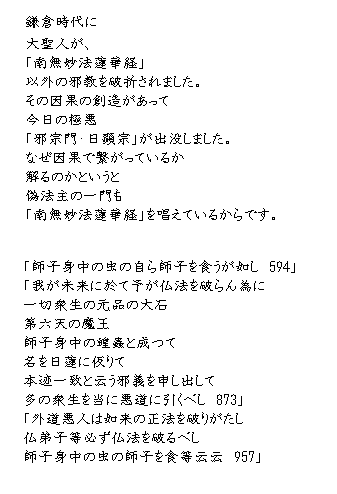 鎌倉時代に
大聖人が、
「南無妙法蓮華経」
以外の邪教を破折されました。
その因果の創造があって
今日の極悪
「邪宗門・日顕宗」が出没しました。
なぜ因果で繋がっているか
解るのかというと
偽法主の一門も
「南無妙法蓮華経」を唱えているからです。
「師子身中の虫の自ら師子を食うが如し 594」
「我が未来に於て予が仏法を破らん為に
一切衆生の元品の大石
第六天の魔王
師子身中の蝗蟲と成つて
名を日蓮に仮りて
本迹一致と云う邪義を申し出して
多の衆生を当に悪道に引くべし 873」
「外道悪人は如来の正法を破りがたし
仏弟子等必ず仏法を破るべし
師子身中の虫の師子を食等云云 957」